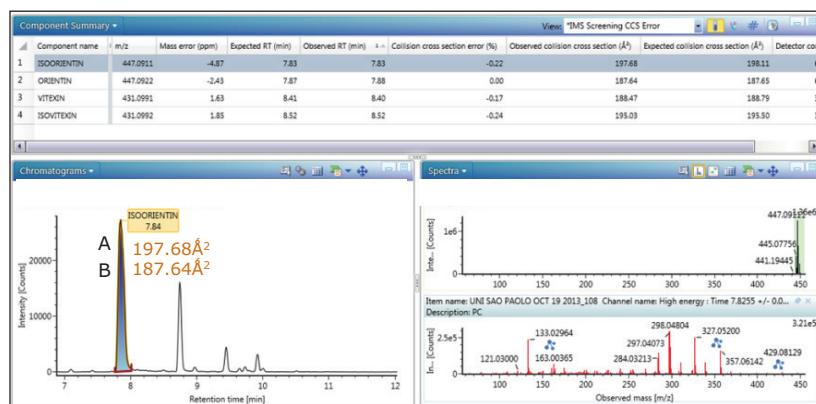 Component Summary
View: *IMS Screening CCS Error
Component name m/z Mass error (ppm) Expected RT (min) Observed RT (min) Collision cross section error (%) Observed collision cross section (Å²) Expected collision cross section (Å²) Detector co
1 ISOORIENTIN 447.0911 -4.87 7.83 7.83 -0.22 197.68 198.11
2 ORIENTIN 447.0922 -2.43 7.87 7.88 0.00 187.64 187.65
3 VITEXIN 431.0991 1.63 8.41 8.40 -0.17 188.47 188.79
4 ISOVITEXIN 431.0992 1.85 8.52 8.52 -0.24 195.03 195.50
Chromatograms
ISOORIENTIN
7.84
A 197.68Å²
B 187.64Å²
Intensity [Counts]
20000
10000
0
7 8 9 10 11 12
Retention time [min]
Spectra
Inte... [Counts]
1e6
0
447.09111
445.07756
441.19445
100 150 200 250 300 350 400 450
Item name: UNI SAO PAOLO OCT 19 2013_108 Channel name: High energy : Time 7.8255 +/- 0.0...
Description: PC
3.21e5
In... [Counts]
2.5e5
0
121.03000
133.02964
163.00365
284.03213
297.04073
298.04804
327.05200
357.06142
429.08129
100 150 200 250 300 350 400 450
Observed mass [m/z]